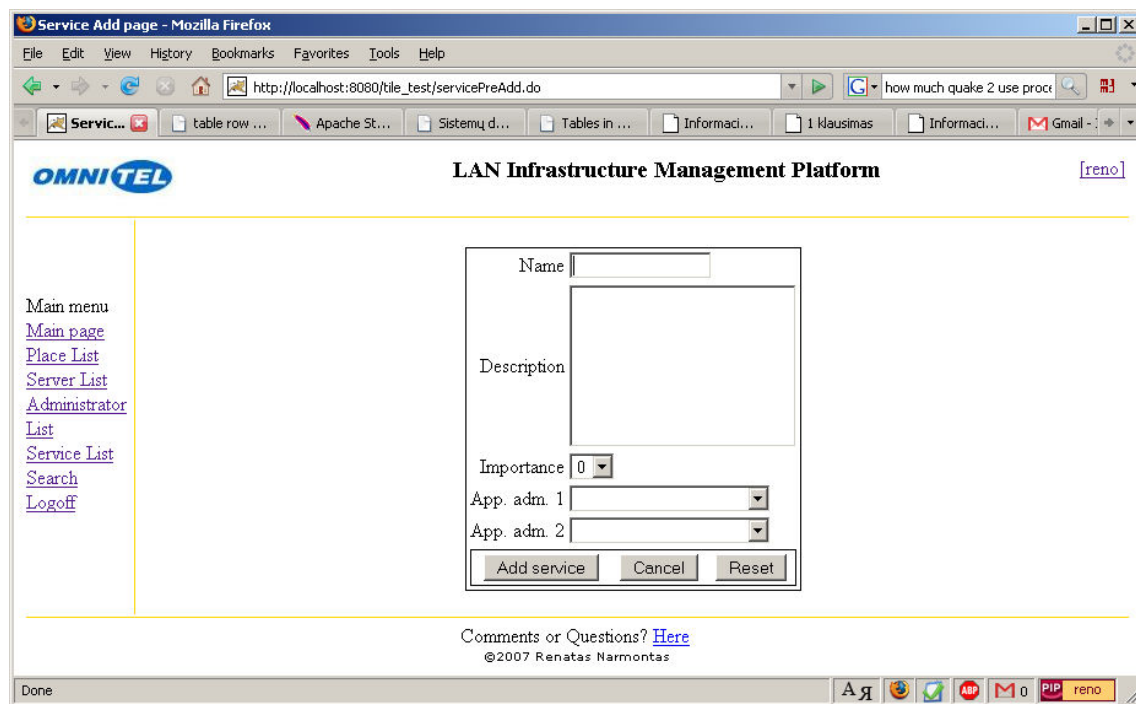 Service Add page - Mozilla Firefox
File Edit View History Bookmarks Favorites Tools Help
http://localhost:8080/tile_test/servicePreAdd.do G how much quake 2 use proce
Servic... table row ... Apache St... Sistemų d... Tables in ... Informaci... 1 klausimas Informaci... Gmail - 
OMNITEL LAN Infrastructure Management Platform [reno]
Name
Main menu
Main page
Place List
Server List
Administrator
List
Service List
Search
Logoff
Description
Importance 0
App. adm. 1
App. adm. 2
Add service Cancel Reset
Comments or Questions? Here
©2007 Renatas Narmontas
Done Aя ABP M 0 PIP reno